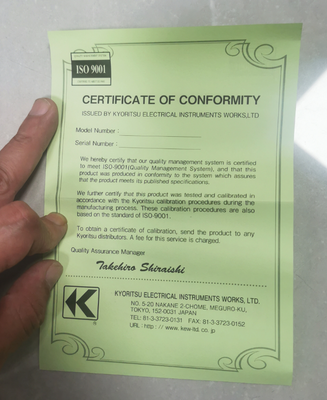 ISO 9001
CERTIFICATE OF CONFORMITY
ISSUED BY KYORITSU ELECTRICAL INSTRUMENTS WORKS,LTD
Model Number :
Serial Number :
We hereby certify that our quality management system is certified
to meet ISO-9001(Quality Management System), and that this
product was produced in conformity to the system which assures
that the product meets its published specifications.
We further certify that this product was tested and calibrated in
accordance with the Kyoritsu calibration procedures during the
manufacturing process. These calibration procedures are also
based on the standard of ISO-9001.
To obtain a certificate of calibration, send the product to any
Kyoritsu distributors. A fee for this service is charged.
Quality Assurance Manager
Takehiro Shiraishi
KYORITSU ELECTRICAL INSTRUMENTS WORKS, LTD.
NO. 5-20 NAKANE 2-CHOME, MEGURO-KU,
TOKYO, 152-0031 JAPAN
TEL: 81-3-3723-0131 FAX: 81-3-3723-0152
URL : http : // www. kew-ltd. co. jp